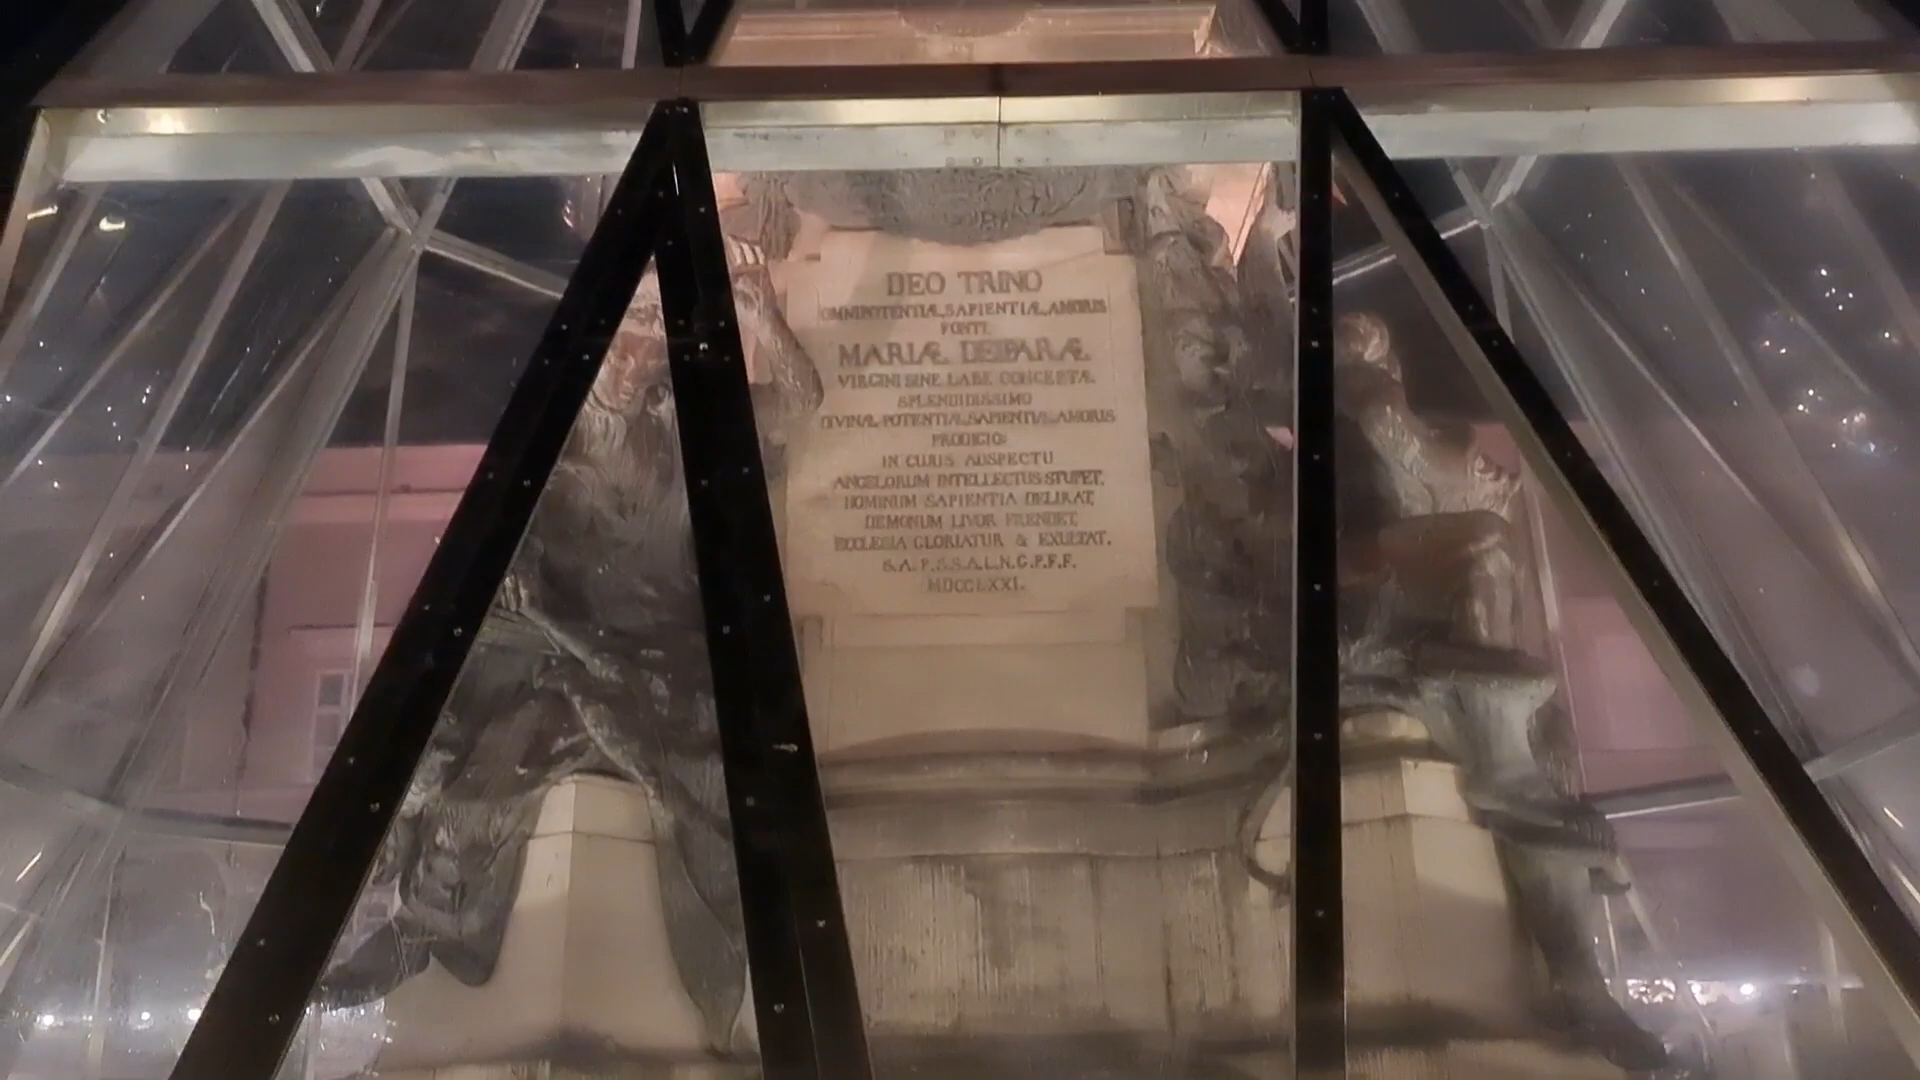 DEO TRINO
OMNIPOTENTIÆ, SAPIENTIÆ, AMORIS
FONTI,
MARIÆ DEIPARÆ,
VIRGINI SINE LABE CONCEPTÆ,
SPLENDIDISSIMO
DIVINÆ POTENTIÆ, SAPIENTIÆ, AMORIS
PRODIGIO:
IN CUJUS ADSPECTU
ANGELORUM INTELLECTUS STUPET,
HOMINUM SAPIENTIA DELIRAT,
DEMONUM LIVOR FRENDET,
ECCLESIA GLORIATUR & EXULTAT.
S.A.P.S.S.A.L.N.G.P.F.F.
MDCCLXXI.